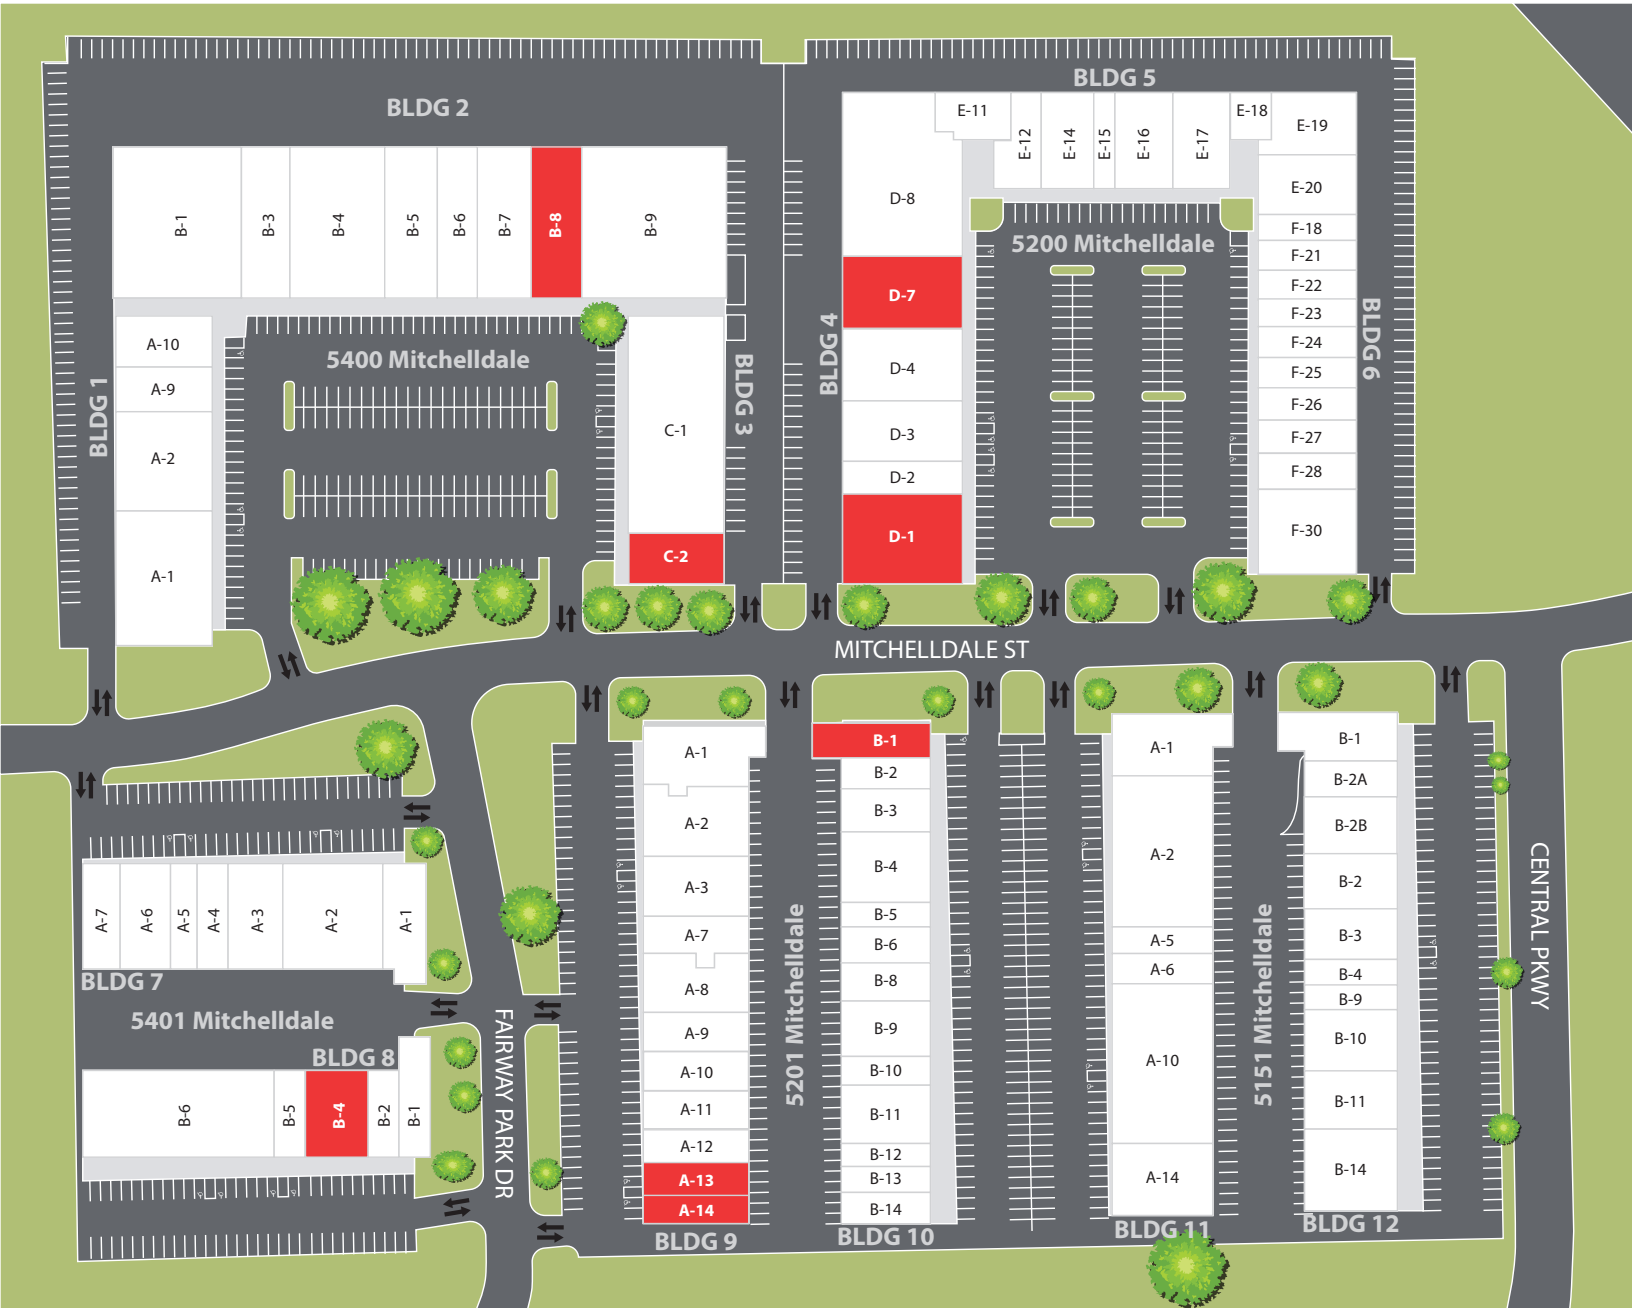 BLDG 2
B-1
B-3
B-4
B-5
B-6
B-7
B-8
B-9
BLDG 1
A-10
A-9
A-2
A-1
5400 Mitchelldale
C-1
C-2
BLDG 3
BLDG 4
D-8
D-7
D-4
D-3
D-2
D-1
BLDG 5
E-11
E-12
E-14
E-15
E-16
E-17
E-18
E-19
E-20
5200 Mitchelldale
F-18
F-21
F-22
F-23
F-24
F-25
F-26
F-27
F-28
F-30
BLDG 6
MITCHELLDALE ST
A-7
A-6
A-5
A-4
A-3
A-2
A-1
BLDG 7
5401 Mitchelldale
BLDG 8
B-6
B-5
B-4
B-2
B-1
FAIRWAY PARK DR
A-1
A-2
A-3
A-7
A-8
A-9
A-10
A-11
A-12
A-13
A-14
BLDG 9
5201 Mitchelldale
B-1
B-2
B-3
B-4
B-5
B-6
B-8
B-9
B-10
B-11
B-12
B-13
B-14
BLDG 10
A-1
A-2
A-5
A-6
A-10
A-14
BLDG 11
5151 Mitchelldale
B-1
B-2A
B-2B
B-2
B-3
B-4
B-9
B-10
B-11
B-14
BLDG 12
CENTRAL PKWY